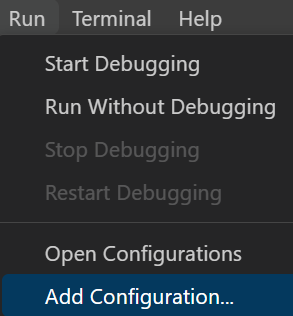 Run Terminal Help
Start Debugging
Run Without Debugging
Stop Debugging
Restart Debugging
Open Configurations
Add Configuration...